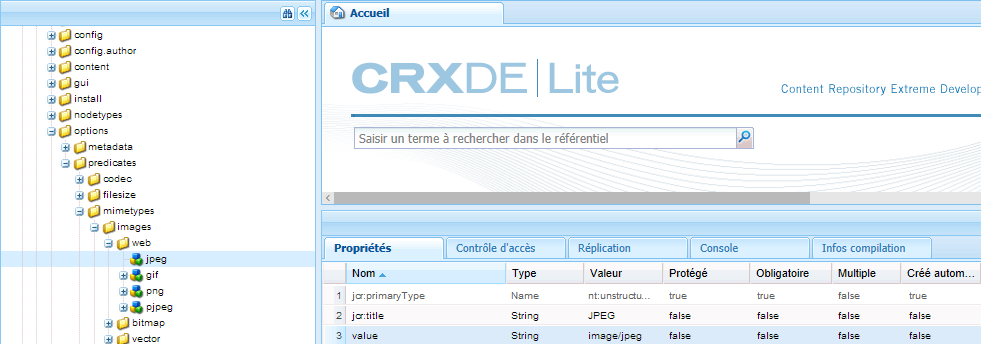 config
config.author
content
gui
install
nodetypes
options
metadata
predicates
codec
filesize
mimetypes
images
web
jpeg
gif
png
pjpeg
bitmap
vector
Accueil
CRXDE | Lite
Content Repository Extreme Develop
Saisir un terme à rechercher dans le référentiel
Propriétés Contrôle d'accès Réplication Console Infos compilation
Nom Type Valeur Protégé Obligatoire Multiple Créé autom...
1 jcr:primaryType Name nt:unstructu... true true false true
2 jcr:title String JPEG false false false false
3 value String image/jpeg false false false false